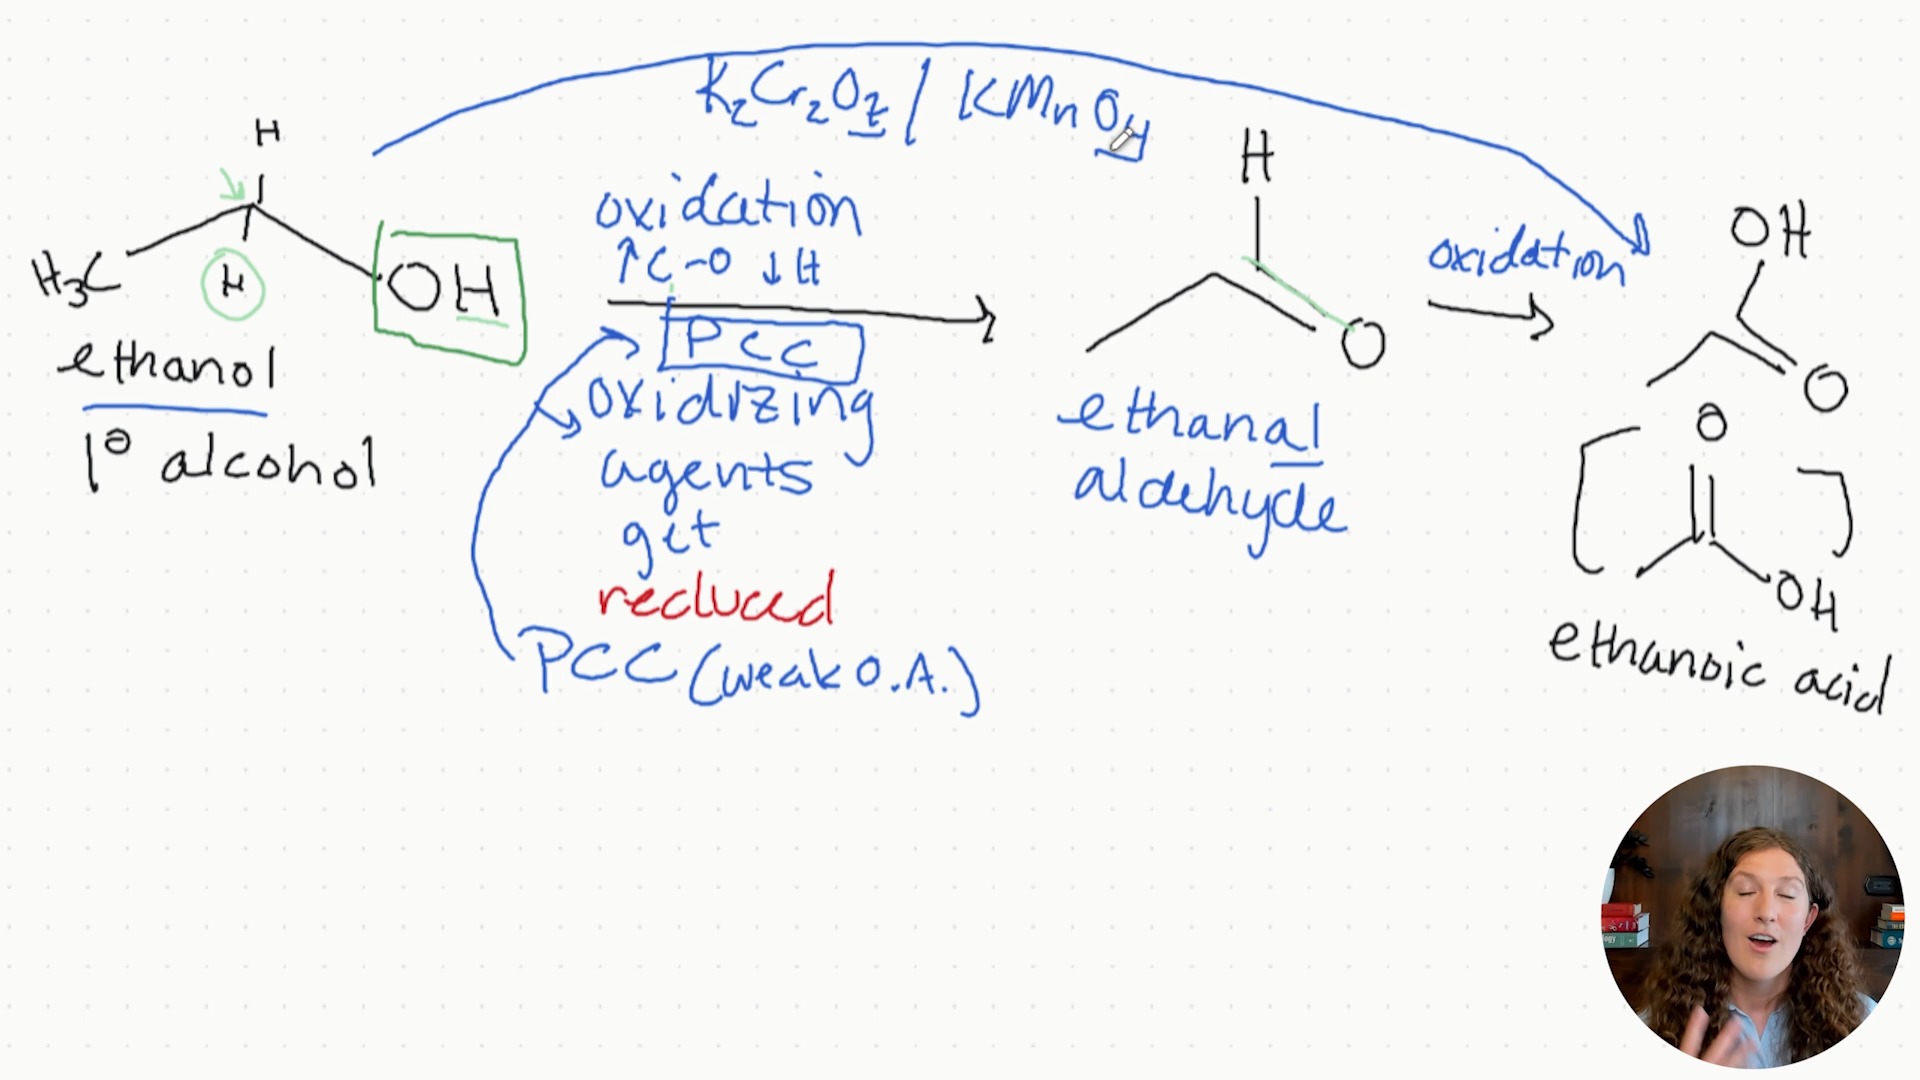 K₂Cr₂O₇ / KMnO₄
H
H
H₃C
H
OH
ethanol
1° alcohol
oxidation
↑C-O ↓H
PCC
oxidizing
agents
get
reduced
PCC (weak O.A.)
H
O
ethanal
aldehyde
oxidation
OH
O
O
OH
ethanoic acid